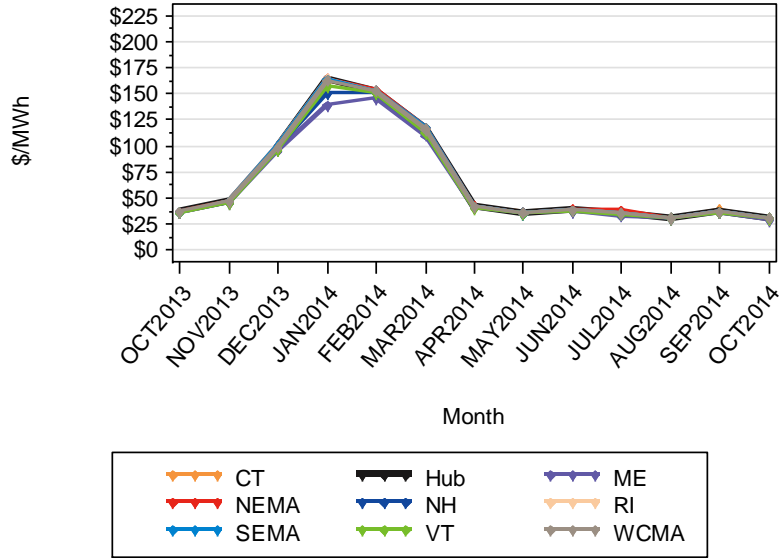 $/MWh
$225
$200
$175
$150
$125
$100
$75
$50
$25
$0
OCT2013
NOV2013
DEC2013
JAN2014
FEB2014
MAR2014
APR2014
MAY2014
JUN2014
JUL2014
AUG2014
SEP2014
OCT2014
Month
CT Hub ME
NEMA NH RI
SEMA VT WCMA